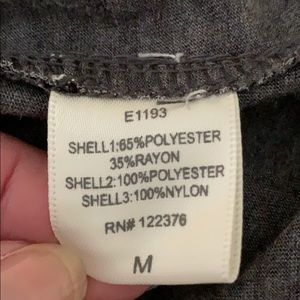 E1193
SHELL1:65%POLYESTER
35%RAYON
SHELL2:100%POLYESTER
SHELL3:100%NYLON
RN# 122376
M